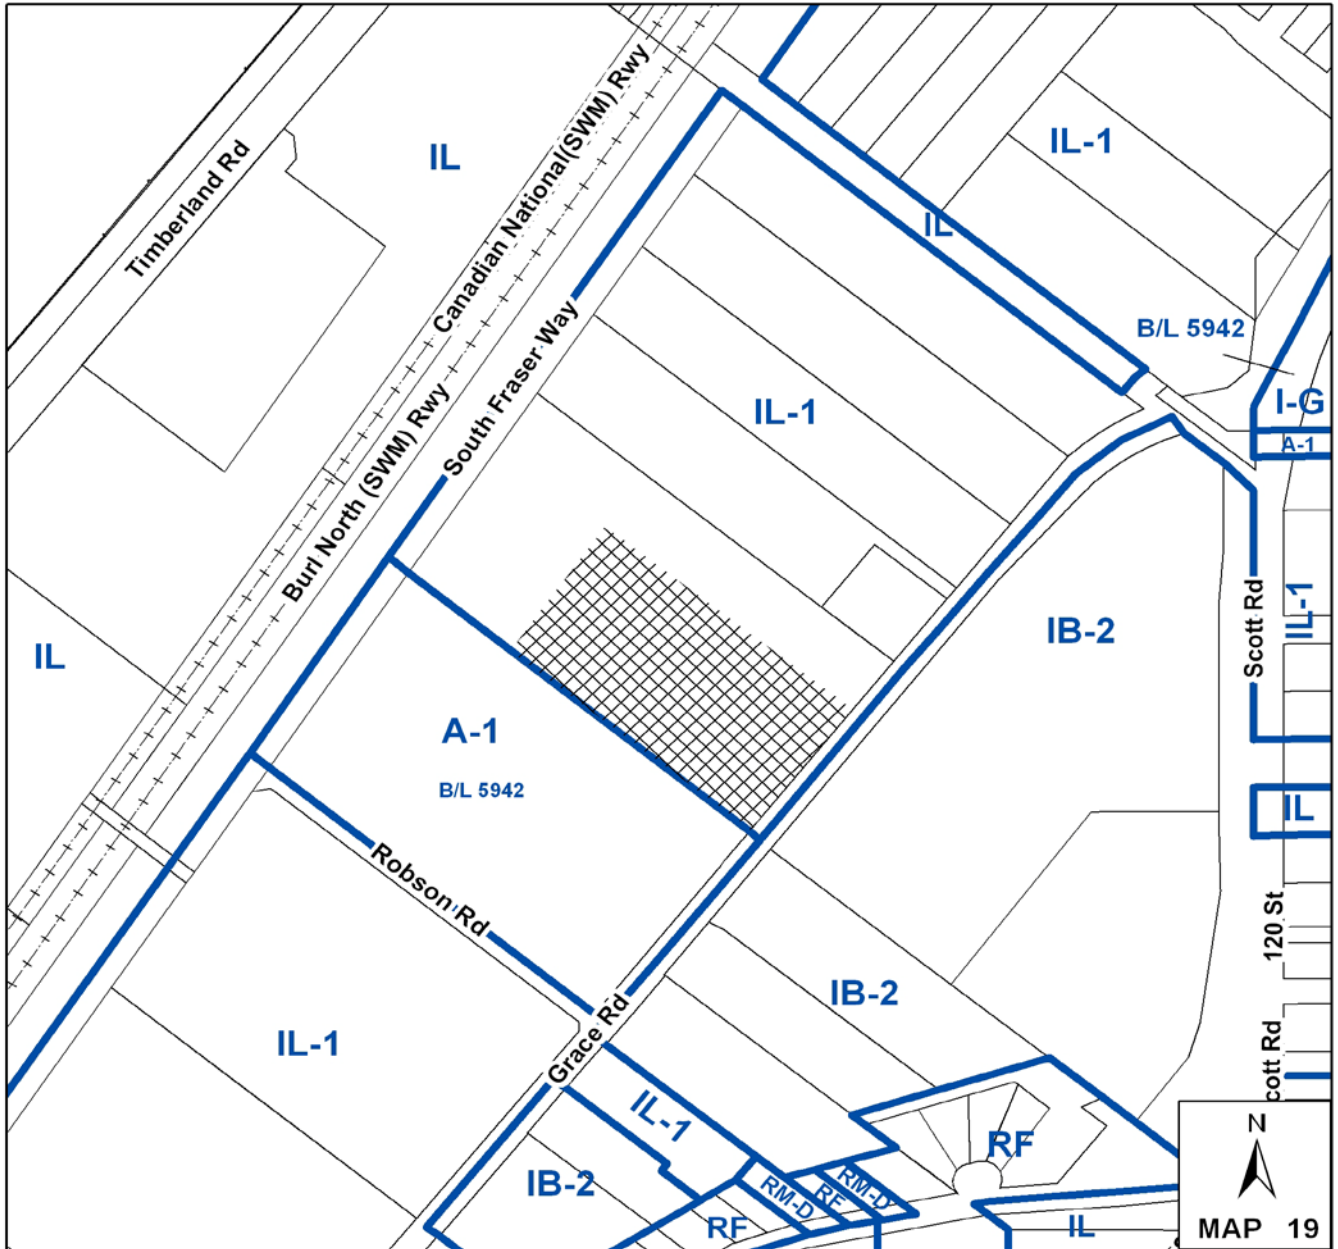 Timberland Rd
IL
Canadian National(SWM) Rwy
IL-1
IL
B/L 5942
South Fraser Way
I-G
IL-1
A-1
Burl North (SWM) Rwy
Scott Rd
IL-1
IB-2
IL
A-1
B/L 5942
IL
Robson Rd
120 St
IB-2
Grace Rd
IL-1
cott Rd
IL-1
RF
IB-2
RM-D
RF
RM-D
RF
IL
N
MAP 19